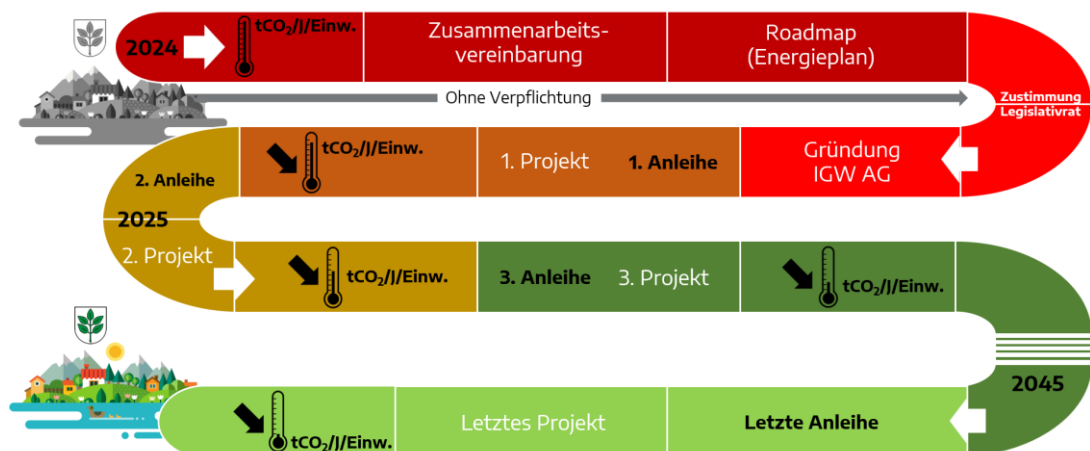 2024
tCO₂/J/Einw.
Zusammenarbeits-
vereinbarung
Roadmap
(Energieplan)
Ohne Verpflichtung
Zustimmung
Legislativrat
Gründung
IGW AG
1. Projekt 1. Anleihe
tCO₂/J/Einw.
2. Anleihe
2025
2. Projekt
tCO₂/J/Einw.
3. Anleihe 3. Projekt
tCO₂/J/Einw.
2045
Letzte Anleihe
Letztes Projekt
tCO₂/J/Einw.